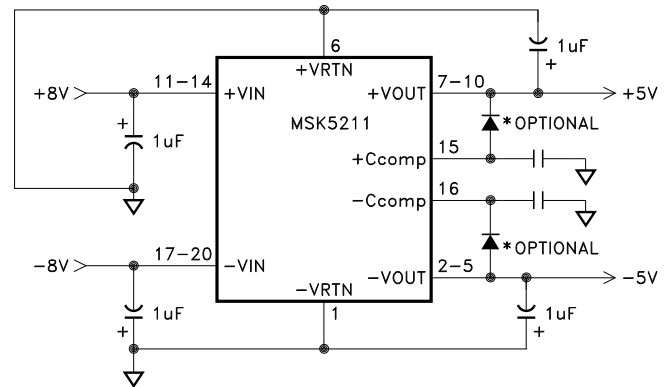 6
1uF
+
+VRTN
+8V
11-14
+VIN
+VOUT
7-10
+5V
+
1uF
MSK5211
* OPTIONAL
+Ccomp
15
-Ccomp
16
-8V
17-20
-VIN
* OPTIONAL
-VOUT
2-5
-5V
-VRTN
1
1uF
+
1uF
+